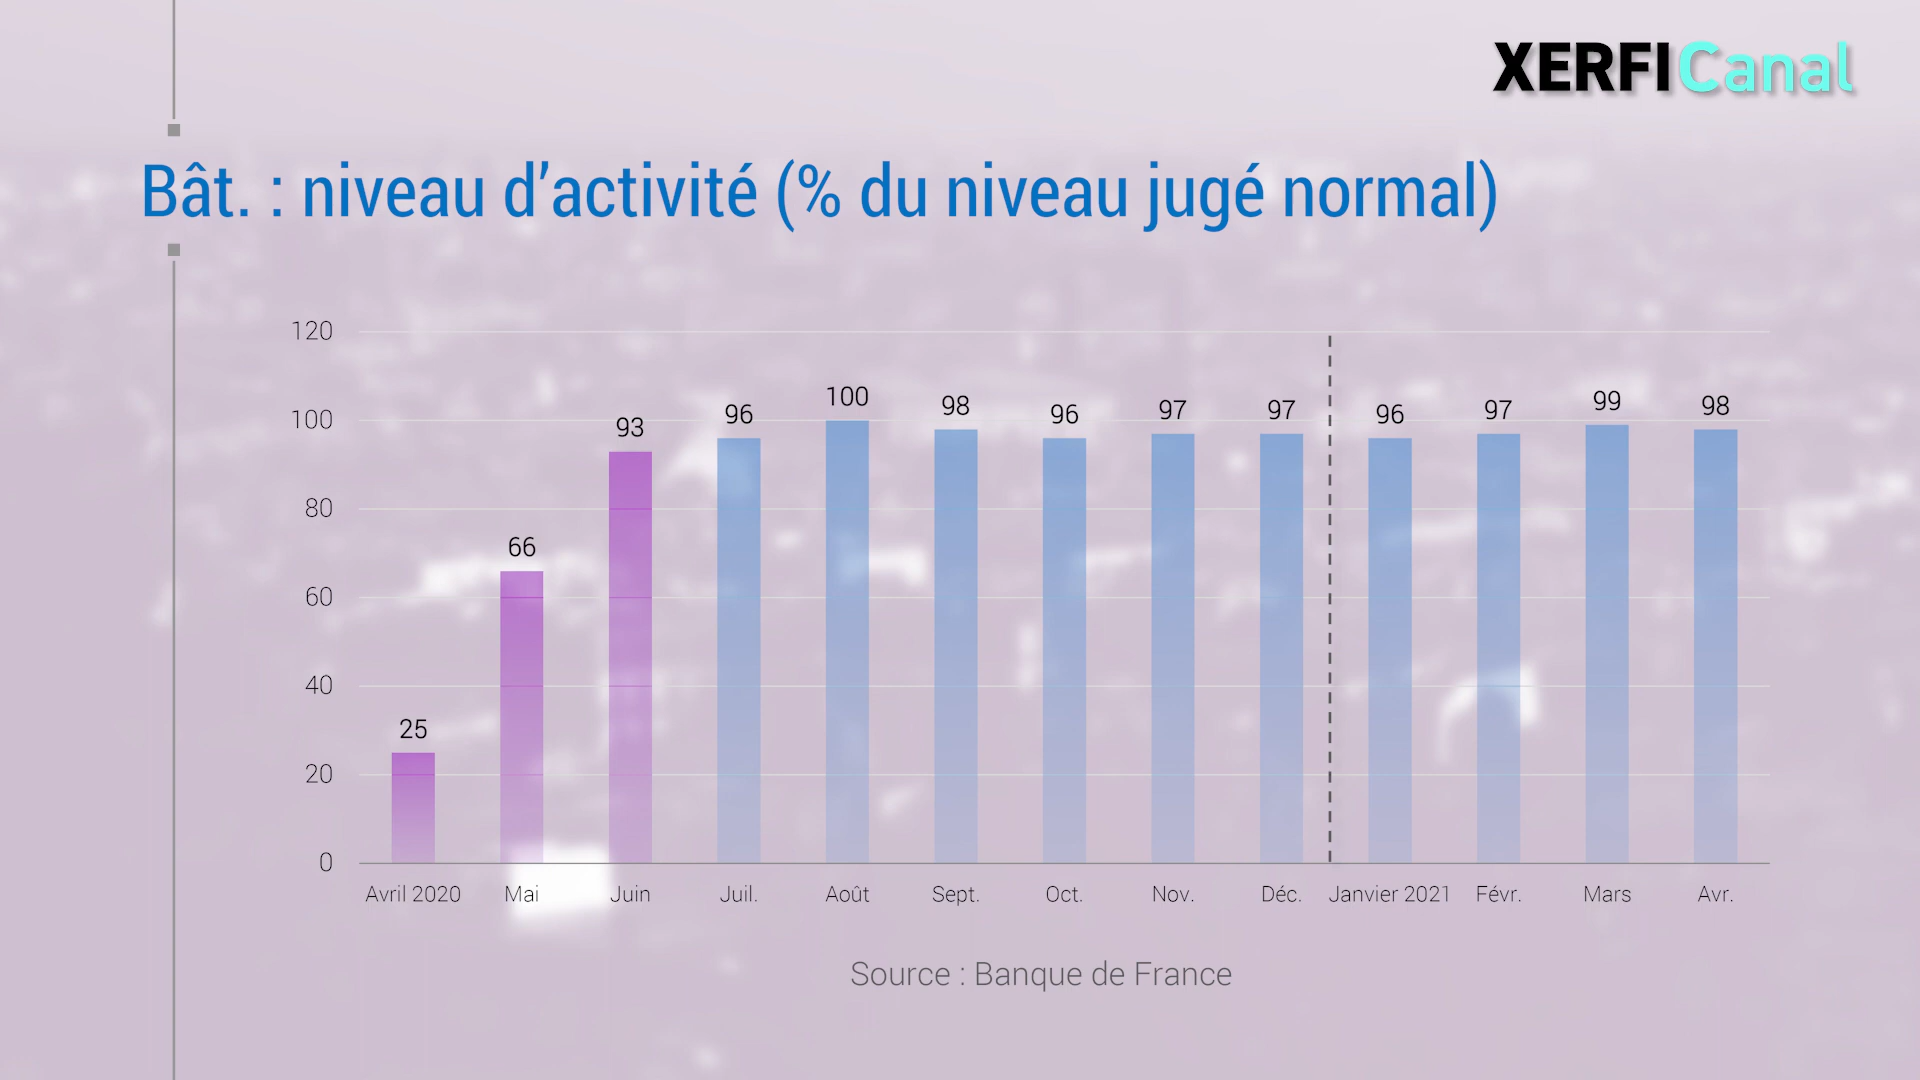 XERFI Canal
Bât. : niveau d’activité (% du niveau jugé normal)
120
100
80
60
40
20
0
25
66
93
96
100
98
96
97
97
96
97
99
98
Avril 2020
Mai
Juin
Juil.
Août
Sept.
Oct.
Nov.
Déc.
Janvier 2021
Févr.
Mars
Avr.
Source : Banque de France